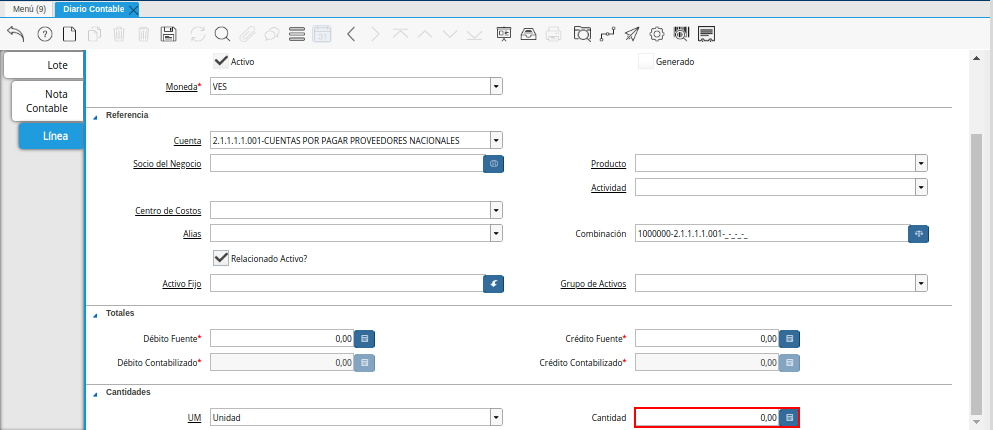 Menú (9) Diario Contable
Lote
Nota
Contable
Línea
Activo Generado
Moneda* VES
Referencia
Cuenta 2.1.1.1.1.001-CUENTAS POR PAGAR PROVEEDORES NACIONALES
Socio del Negocio Producto
Actividad
Centro de Costos
Alias Combinación 1000000-2.1.1.1.1.001-_-_-_-_
Relacionado Activo?
Activo Fijo Grupo de Activos
Totales
Débito Fuente* 0,00 Crédito Fuente* 0,00
Débito Contabilizado* 0,00 Crédito Contabilizado* 0,00
Cantidades
UM Unidad Cantidad 0,00